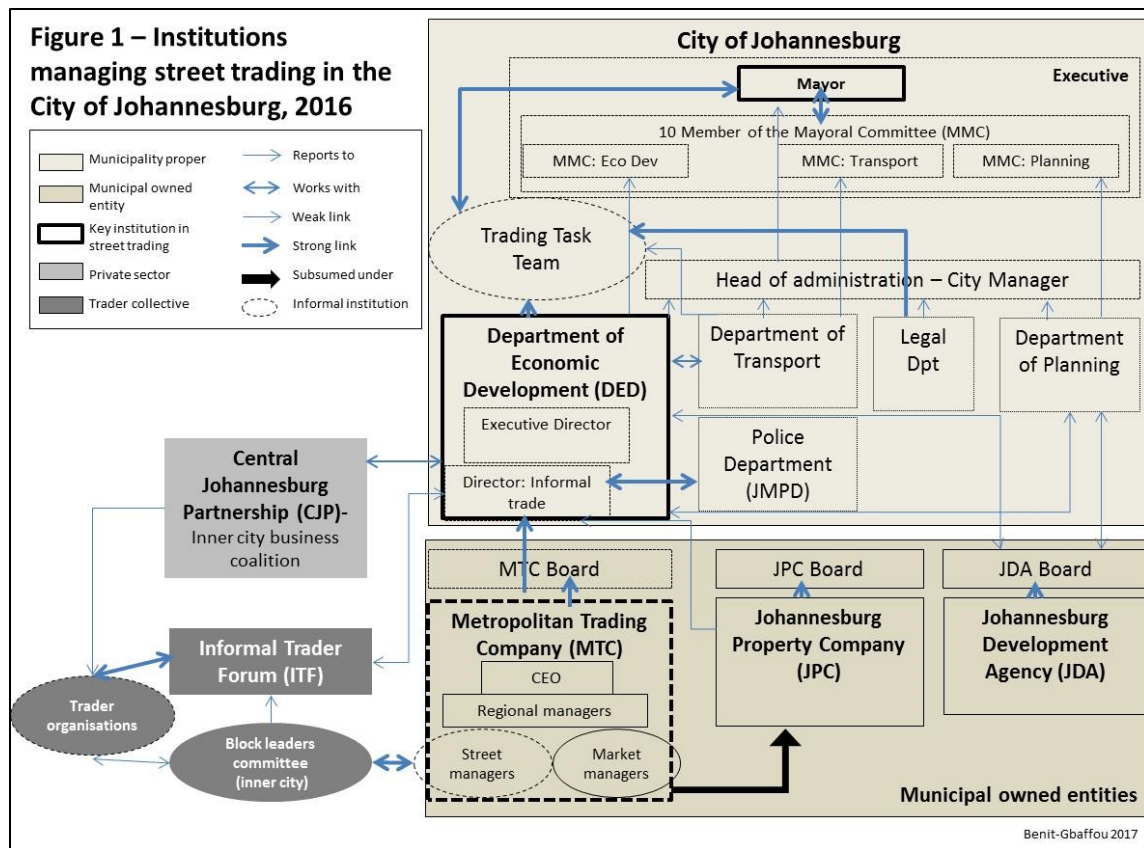 Figure 1 – Institutions
managing street trading in the
City of Johannesburg, 2016
Municipality proper
Municipal owned
entity
Key institution in
street trading
Private sector
Trader collective
Reports to
Works with
Weak link
Strong link
Subsumed under
Informal institution
City of Johannesburg
Executive
Mayor
10 Member of the Mayoral Committee (MMC)
MMC: Eco Dev
MMC: Transport
MMC: Planning
Trading Task
Team
Head of administration – City Manager
Department of
Economic
Development (DED)
Executive Director
Director: Informal
trade
Department of
Transport
Legal
Dpt
Department
of Planning
Police
Department
(JMPD)
Central
Johannesburg
Partnership (CJP)-
Inner city business
coalition
Informal Trader
Forum (ITF)
Trader
organisations
Block leaders
committee
(inner city)
MTC Board
Metropolitan Trading
Company (MTC)
CEO
Regional managers
Street
managers
Market
managers
JPC Board
Johannesburg
Property Company
(JPC)
JDA Board
Johannesburg
Development
Agency (JDA)
Municipal owned entities
Benit-Gbaffou 2017